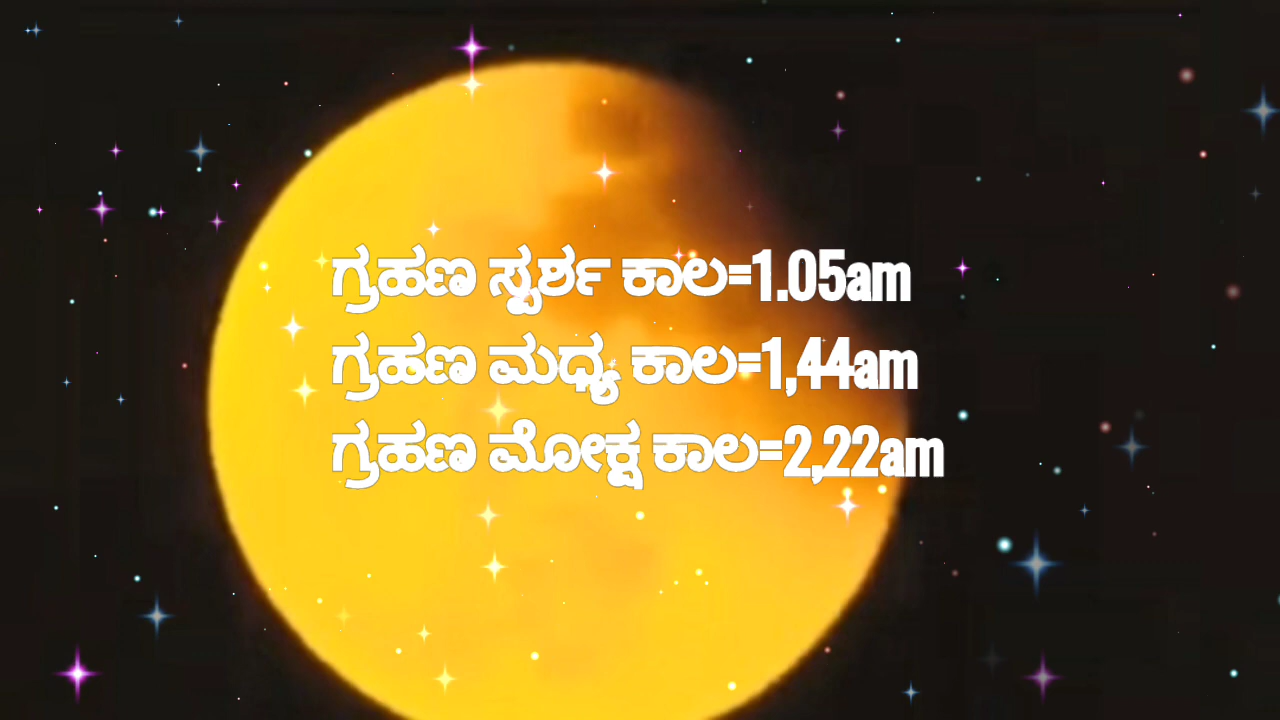 ಗ್ರಹಣ ಸ್ಪರ್ಶ ಕಾಲ=1.05am
ಗ್ರಹಣ ಮಧ್ಯ ಕಾಲ=1,44am
ಗ್ರಹಣ ಮೋಕ್ಷ ಕಾಲ=2,22am